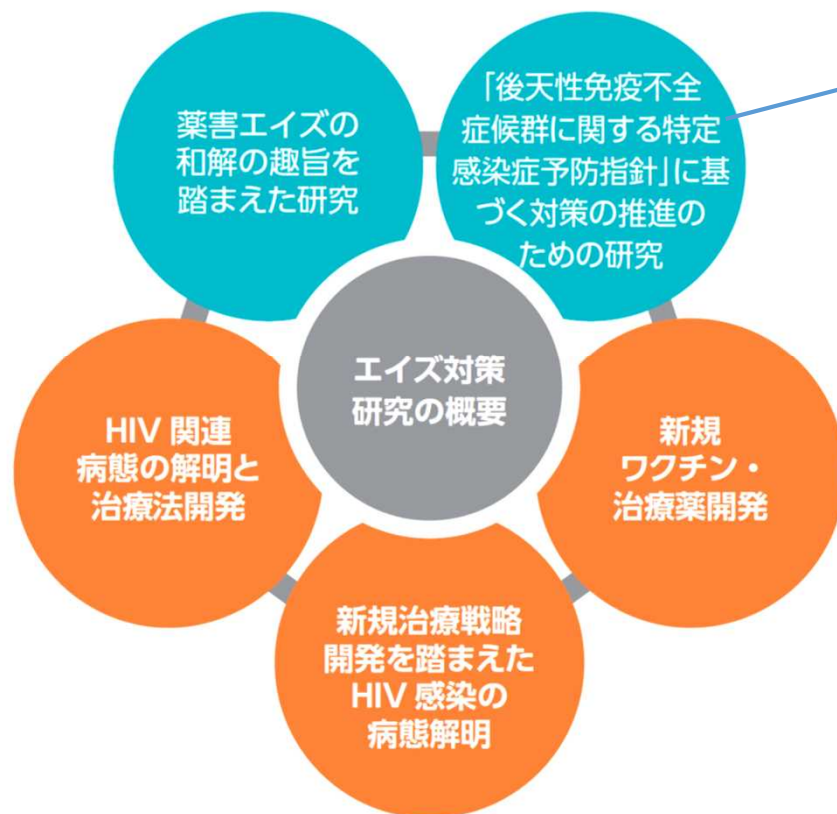 薬害エイズの
和解の趣旨を
踏まえた研究
「後天性免疫不全
症候群に関する特定
感染症予防指針」に基
づく対策の推進の
ための研究
エイズ対策
研究の概要
HIV 関連
病態の解明と
治療法開発
新規
ワクチン・
治療薬開発
新規治療戦略
開発を踏まえた
HIV 感染の
病態解明